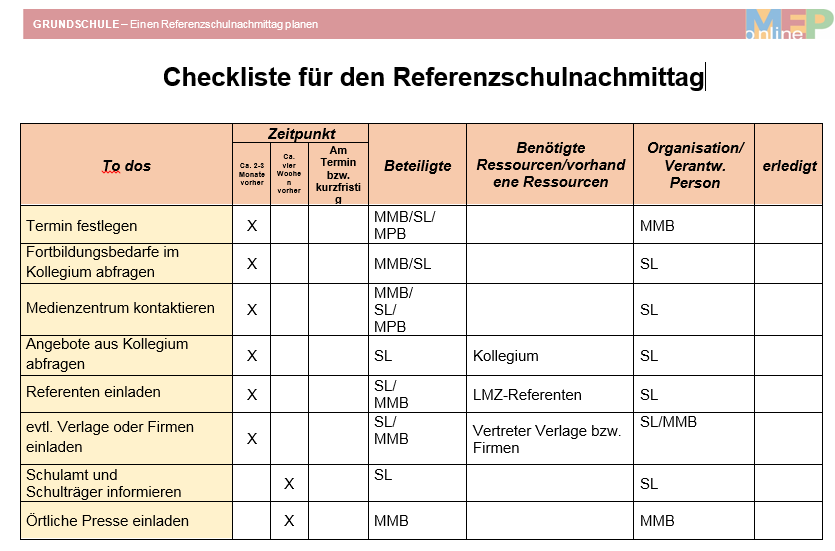 GRUNDSCHULE – Einen Referenzschulnachmittag planen
MEP
online
Checkliste für den Referenzschulnachmittag
To dos
Zeitpunkt
Ca. 2-3
Monate
vorher
Ca.
vier
Woche
n
vorher
Am
Termin
bzw.
kurzfristi
g
Beteiligte
Benötigte
Ressourcen/vorhand
ene Ressourcen
Organisation/
Verantw.
Person
erledigt
Termin festlegen
X
MMB/SL/
MPB
MMB
Fortbildungsbedarfe im
Kollegium abfragen
X
MMB/SL
SL
Medienzentrum kontaktieren
X
MMB/
SL/
MPB
SL
Angebote aus Kollegium
abfragen
X
SL
Kollegium
SL
Referenten einladen
X
SL/
MMB
LMZ-Referenten
SL
evtl. Verlage oder Firmen
einladen
X
SL/
MMB
Vertreter Verlage bzw.
Firmen
SL/MMB
Schulamt und
Schulträger informieren
X
SL
SL
Örtliche Presse einladen
X
MMB
MMB